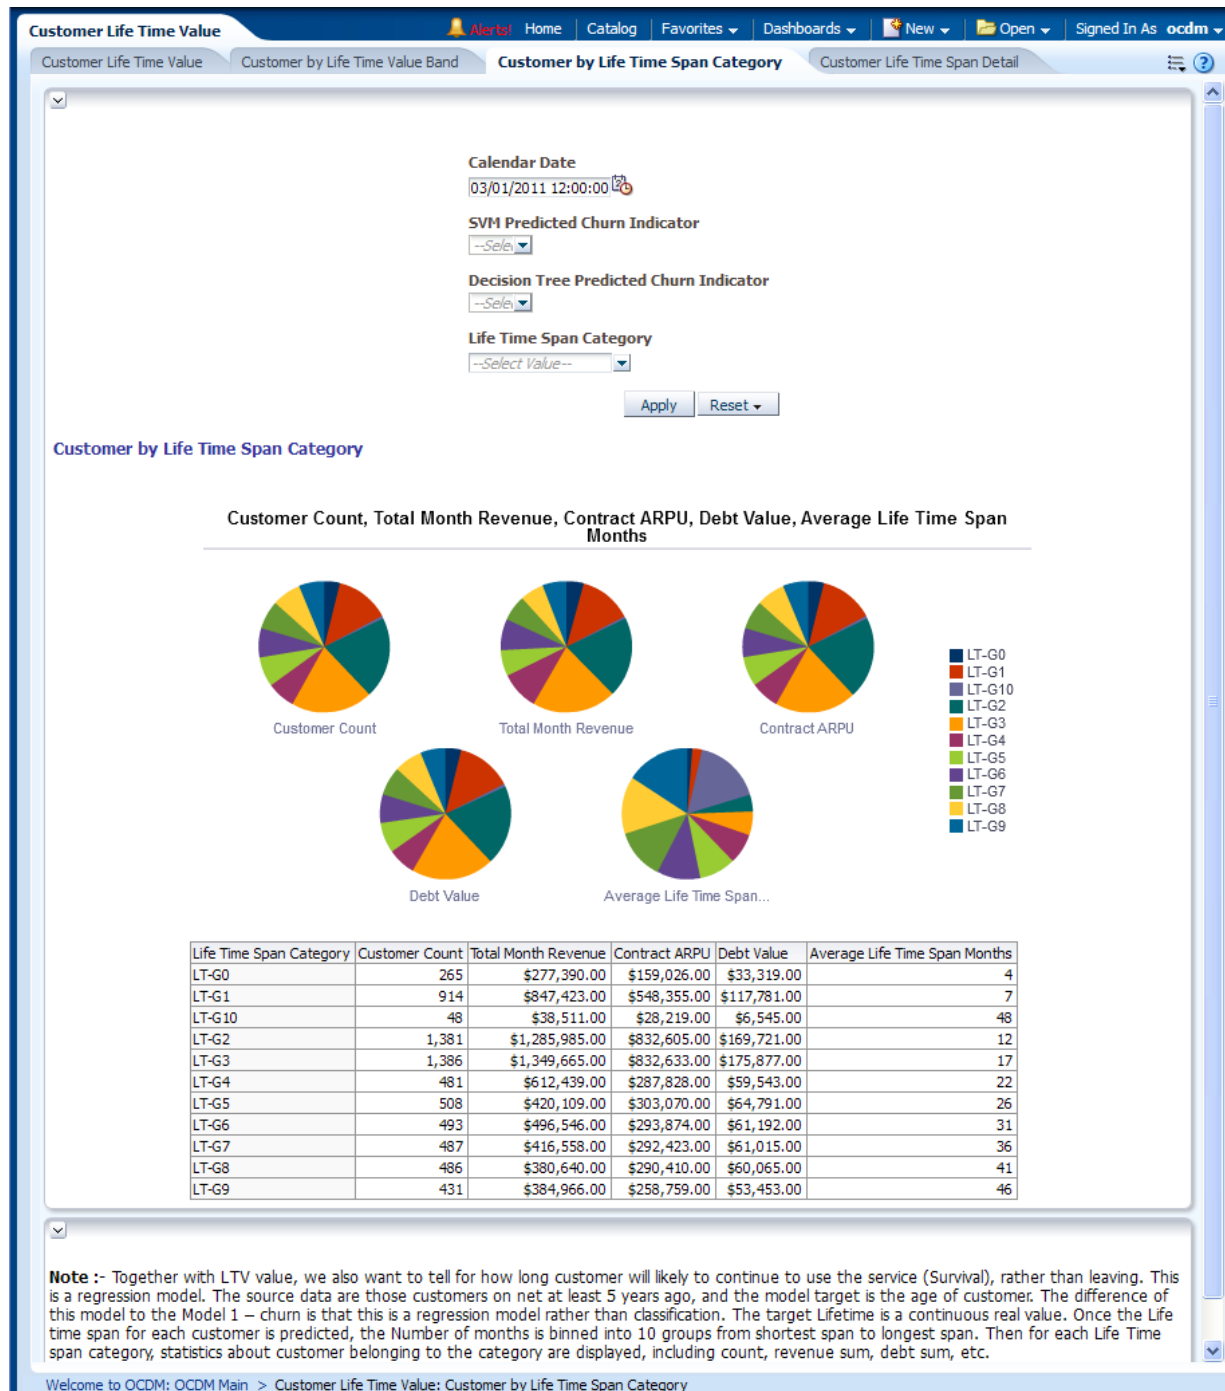 Customer Life Time Value
Alerts! Home Catalog Favorites Dashboards New Open Signed In As ocdm
Customer Life Time Value Customer by Life Time Value Band Customer by Life Time Span Category Customer Life Time Span Detail
Calendar Date
03/01/2011 12:00:00
SVM Predicted Churn Indicator
--Sele
Decision Tree Predicted Churn Indicator
--Sele
Life Time Span Category
--Select Value--
Apply Reset
Customer by Life Time Span Category
Customer Count, Total Month Revenue, Contract ARPU, Debt Value, Average Life Time Span
Months
Customer Count Total Month Revenue Contract ARPU
Debt Value Average Life Time Span...
LT-G0
LT-G1
LT-G10
LT-G2
LT-G3
LT-G4
LT-G5
LT-G6
LT-G7
LT-G8
LT-G9
Life Time Span Category Customer Count Total Month Revenue Contract ARPU Debt Value Average Life Time Span Months
LT-G0 265 $277,390.00 $159,026.00 $33,319.00 4
LT-G1 914 $847,423.00 $548,355.00 $117,781.00 7
LT-G10 48 $38,511.00 $28,219.00 $6,545.00 48
LT-G2 1,381 $1,285,985.00 $832,605.00 $169,721.00 12
LT-G3 1,386 $1,349,665.00 $832,633.00 $175,877.00 17
LT-G4 481 $612,439.00 $287,828.00 $59,543.00 22
LT-G5 508 $420,109.00 $303,070.00 $64,791.00 26
LT-G6 493 $496,546.00 $293,874.00 $61,192.00 31
LT-G7 487 $416,558.00 $292,423.00 $61,015.00 36
LT-G8 486 $380,640.00 $290,410.00 $60,065.00 41
LT-G9 431 $384,966.00 $258,759.00 $53,453.00 46
Note :- Together with LTV value, we also want to tell for how long customer will likely to continue to use the service (Survival), rather than leaving. This
is a regression model. The source data are those customers on net at least 5 years ago, and the model target is the age of customer. The difference of
this model to the Model 1 – churn is that this is a regression model rather than classification. The target Lifetime is a continuous real value. Once the Life
time span for each customer is predicted, the Number of months is binned into 10 groups from shortest span to longest span. Then for each Life Time
span category, statistics about customer belonging to the category are displayed, including count, revenue sum, debt sum, etc.
Welcome to OCDM: OCDM Main > Customer Life Time Value: Customer by Life Time Span Category